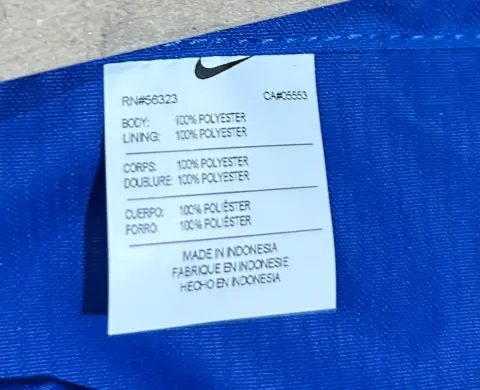 RN#56323 CA#05553
BODY: 100% POLYESTER
LINING: 100% POLYESTER
CORPS: 100% POLYESTER
DOUBLURE: 100% POLYESTER
CUERPO: 100% POLIÉSTER
FORRO: 100% POLIÉSTER
MADE IN INDONESIA
FABRIQUE EN INDONESIE
HECHO EN INDONESIA